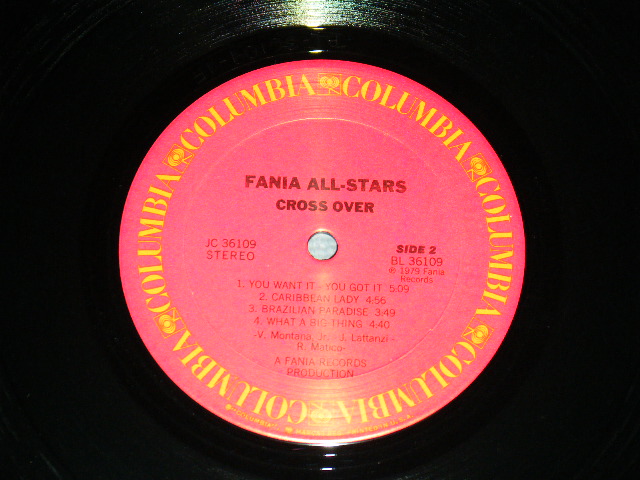 COLUMBIA COLUMBIA COLUMBIA COLUMBIA COLUMBIA COLUMBIA
FANIA ALL-STARS
CROSS OVER
JC 36109
STEREO
SIDE 2
BL 36109
℗ 1979 Fania
Records
1. YOU WANT IT - YOU GOT IT 5:09
2. CARIBBEAN LADY 4:56
3. BRAZILIAN PARADISE 3:49
4. WHAT A BIG THING 4:40
-V. Montana, Jr. - J. Lattanzi -
R. Matico-
A FANIA RECORDS
PRODUCTION